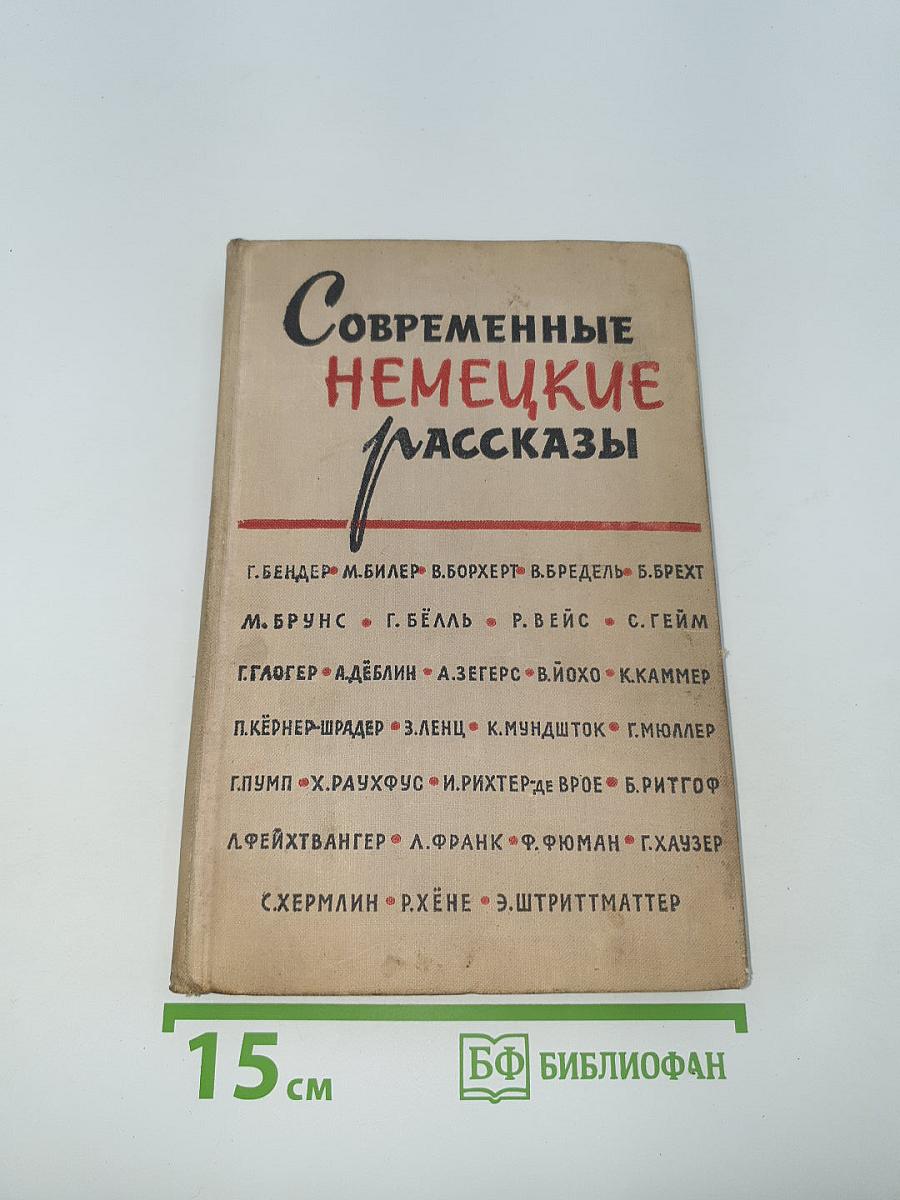 Современные
немецкие
рассказы
Г. БЕНДЕР • М. БИЛЕР • В. БОРХЕРТ • В. БРЕДЕЛЬ • Б. БРЕХТ
М. БРУНС • Г. БЁЛЛЬ • Р. ВЕЙС • С. ГЕЙМ
Г. ГЛОГЕР • А. ДЁБЛИН • А. ЗЕГЕРС • В. ЙОХО • К. КАММЕР
П. КЁРНЕР-ШРАДЕР • З. ЛЕНЦ • К. МУНДШТОК • Г. МЮЛЛЕР
Г. ПУМП • Х. РАУХФУС • И. РИХТЕР-де ВРОЕ • Б. РИТГОФ
Л. ФЕЙХТВАНГЕР • Л. ФРАНК • Ф. ФЮМАН • Г. ХАУЗЕР
С. ХЕРМЛИН • Р. ХЁНЕ • Э. ШТРИТТМАТТЕР
15 см
БФ БИБЛИОФАН